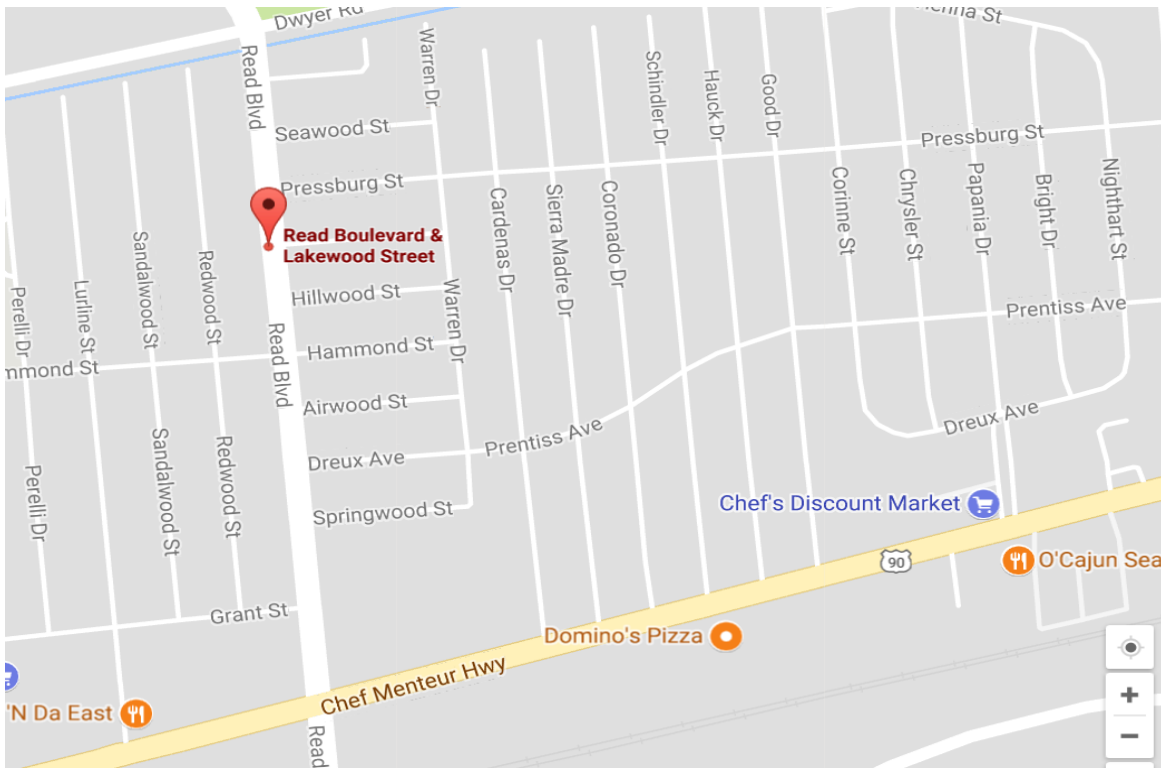 Dwyer Rd
Vienna St
Read Blvd
Warren Dr
Seawood St
Schindler Dr
Hauck Dr
Good Dr
Pressburg St
Pressburg St
Read Boulevard &
Lakewood Street
Cardenas Dr
Sierra Madre Dr
Coronado Dr
Corinne St
Chrysler St
Papania Dr
Bright Dr
Nighthart St
Sandalwood St
Redwood St
Perelli Dr
Lurline St
Hillwood St
Warren Dr
Prentiss Ave
Read Blvd
Hammond St
mmond St
Airwood St
Dreux Ave
Prentiss Ave
Dreux Ave
Sandalwood St
Redwood St
Perelli Dr
Springwood St
Chef's Discount Market
90
O'Cajun Sea
Grant St
Domino's Pizza
Chef Menteur Hwy
'N Da East
Read
+
−